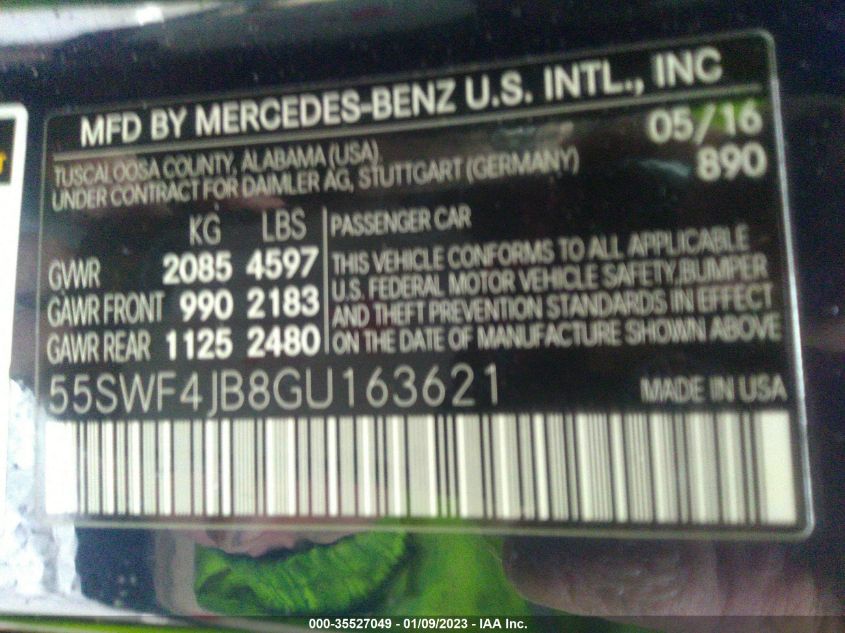 MFD BY MERCEDES-BENZ U.S. INTL., INC
05/16
TUSCALOOSA COUNTY, ALABAMA (USA)
UNDER CONTRACT FOR DAIMLER AG, STUTTGART (GERMANY)
890
KG LBS
GVWR 2085 4597
GAWR FRONT 990 2183
GAWR REAR 1125 2480
PASSENGER CAR
THIS VEHICLE CONFORMS TO ALL APPLICABLE
U.S. FEDERAL MOTOR VEHICLE SAFETY, BUMPER
AND THEFT PREVENTION STANDARDS IN EFFECT
ON THE DATE OF MANUFACTURE SHOWN ABOVE
55SWF4JB8GU163621
MADE IN USA
000-35527049 - 01/09/2023 - IAA Inc.